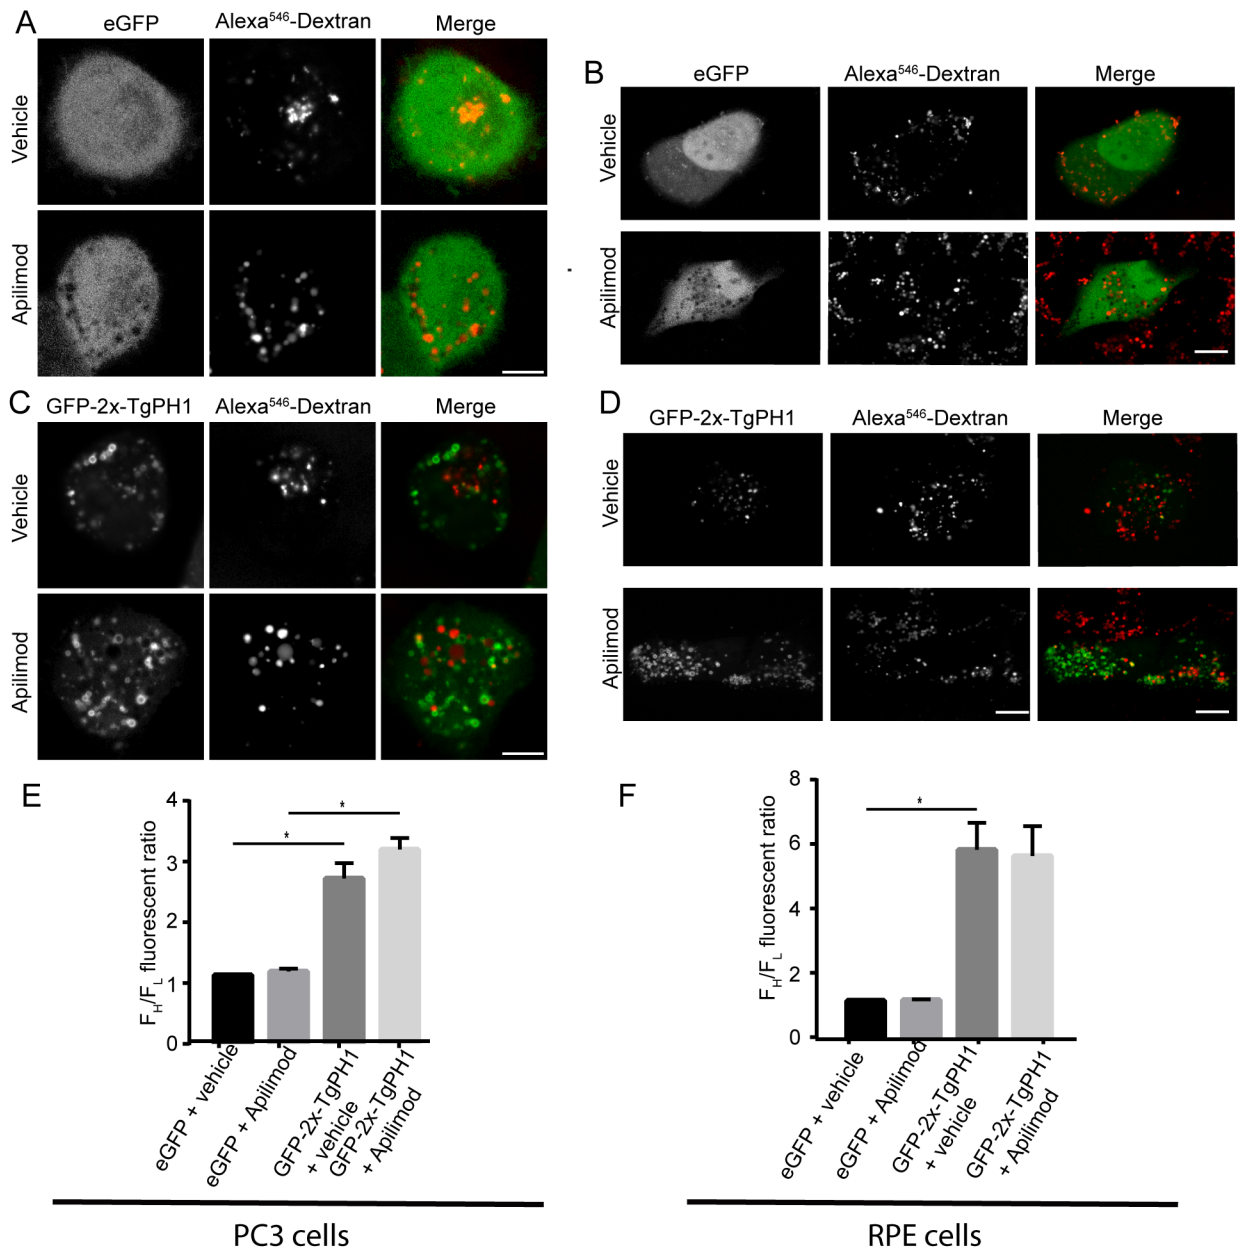 A
eGFP
Alexa546-Dextran
Merge
Vehicle
Apilimod
B
eGFP
Alexa546-Dextran
Merge
Vehicle
Apilimod
C
GFP-2x-TgPH1
Alexa546-Dextran
Merge
Vehicle
Apilimod
D
GFP-2x-TgPH1
Alexa546-Dextran
Merge
Vehicle
Apilimod
E
FH/FL fluorescent ratio
4
3
2
1
0
*
*
eGFP + vehicle
eGFP + Apilimod
GFP-2x-TgPH1
+ vehicle
GFP-2x-TgPH1
+ Apilimod
PC3 cells
F
FH/FL fluorescent ratio
8
6
4
2
0
*
eGFP + vehicle
eGFP + Apilimod
GFP-2x-TgPH1
+ vehicle
GFP-2x-TgPH1
+ Apilimod
RPE cells